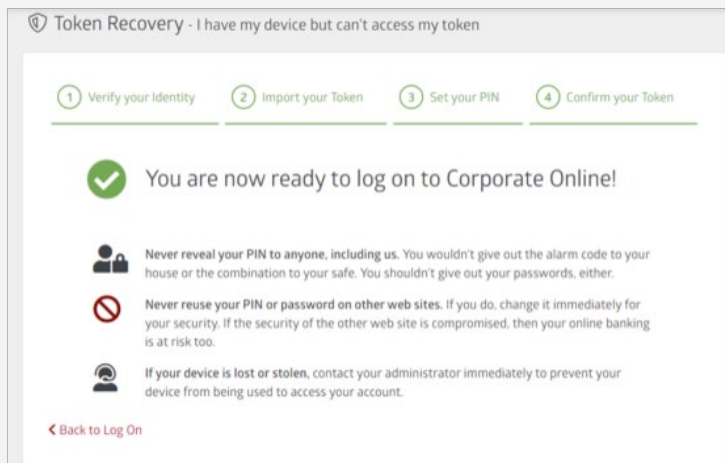 Token Recovery - I have my device but can't access my token
1 Verify your Identity 2 Import your Token 3 Set your PIN 4 Confirm your Token
You are now ready to log on to Corporate Online!
Never reveal your PIN to anyone, including us. You wouldn't give out the alarm code to your
house or the combination to your safe. You shouldn't give out your passwords, either.
Never reuse your PIN or password on other web sites. If you do, change it immediately for
your security. If the security of the other web site is compromised, then your online banking
is at risk too.
If your device is lost or stolen, contact your administrator immediately to prevent your
device from being used to access your account.
Back to Log On